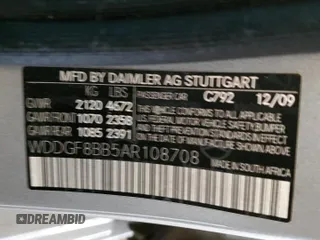 MFD BY DAIMLER AG STUTTGART
KG LBS PASSENGER CAR C792 12/09
GVWR 2120 4672
GAWR FRONT 1070 2358
GAWR REAR 1085 2391
WDDGF8BB5AR108708
THIS VEHICLE CONFORMS TO ALL APPLICABLE U.S. FEDERAL MOTOR VEHICLE SAFETY, BUMPER, AND THEFT PREVENTION STANDARDS IN EFFECT ON THE DATE OF MANUFACTURE SHOWN ABOVE.
MADE IN SOUTH AFRICA
AUTOBIDMASTER